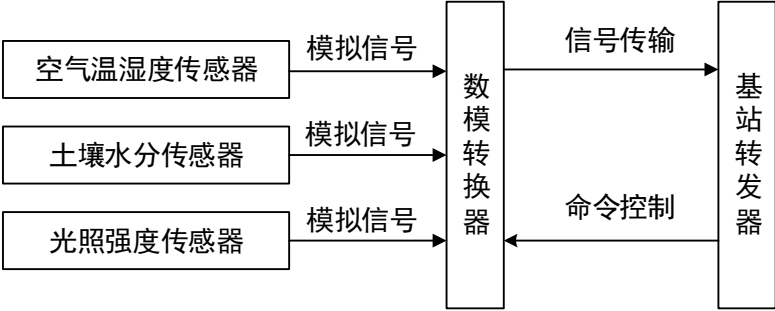 空气温湿度传感器
模拟信号
土壤水分传感器
模拟信号
光照强度传感器
模拟信号
数模转换器
信号传输
命令控制
基站转发器